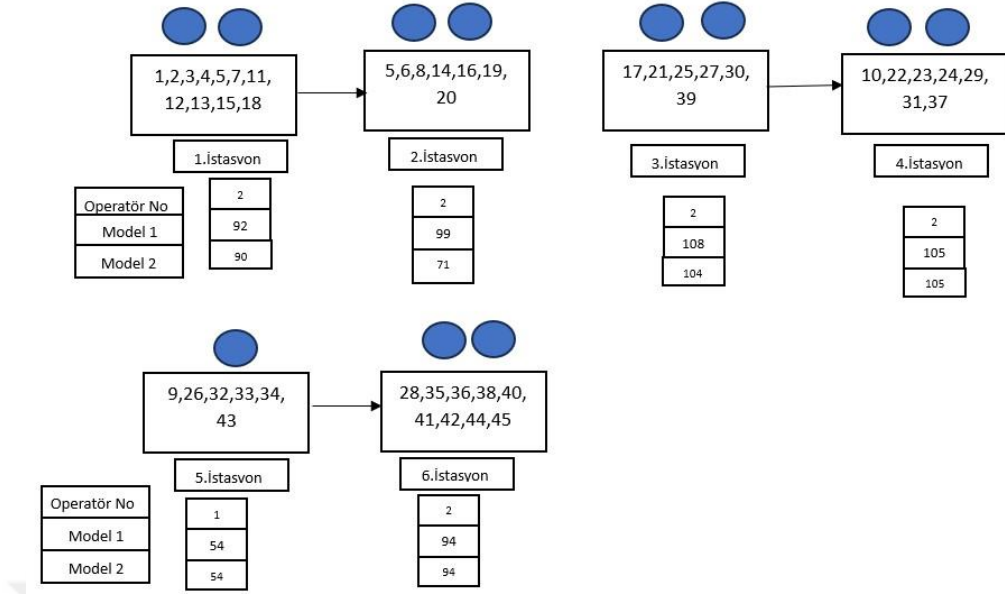 1,2,3,4,5,7,11,
12,13,15,18
5,6,8,14,16,19,
20
17,21,25,27,30,
39
10,22,23,24,29,
31,37
1.İstasyon
2.İstasyon
3.İstasyon
4.İstasyon
Operatör No
Model 1
Model 2
2
92
90
2
99
71
2
108
104
2
105
105
9,26,32,33,34,
43
28,35,36,38,40,
41,42,44,45
5.İstasyon
6.İstasyon
Operatör No
Model 1
Model 2
1
54
54
2
94
94